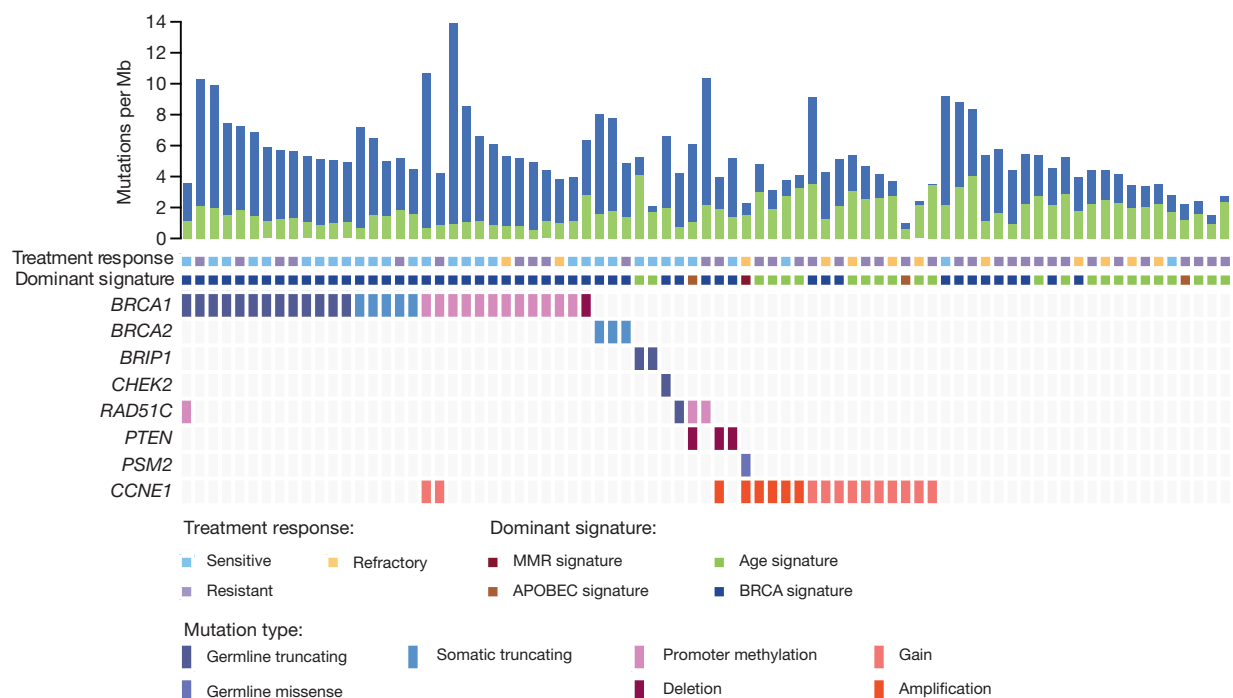 14
12
10
8
6
4
2
0
Mutations per Mb
Treatment response
Dominant signature
BRCA1
BRCA2
BRIP1
CHEK2
RAD51C
PTEN
PSM2
CCNE1
Treatment response:
Sensitive
Refractory
Resistant
Dominant signature:
MMR signature
Age signature
APOBEC signature
BRCA signature
Mutation type:
Germline truncating
Somatic truncating
Promoter methylation
Gain
Germline missense
Deletion
Amplification